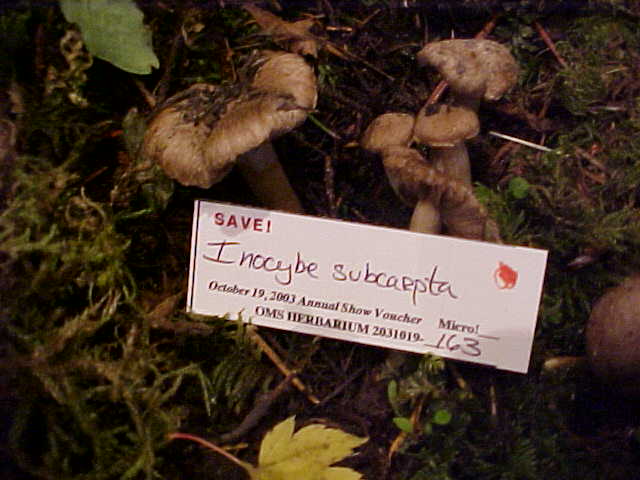 SAVE!
Inocybe subcarpta
October 19, 2003 Annual Show Voucher Micro!
OMS HERBARIUM 2031019-163